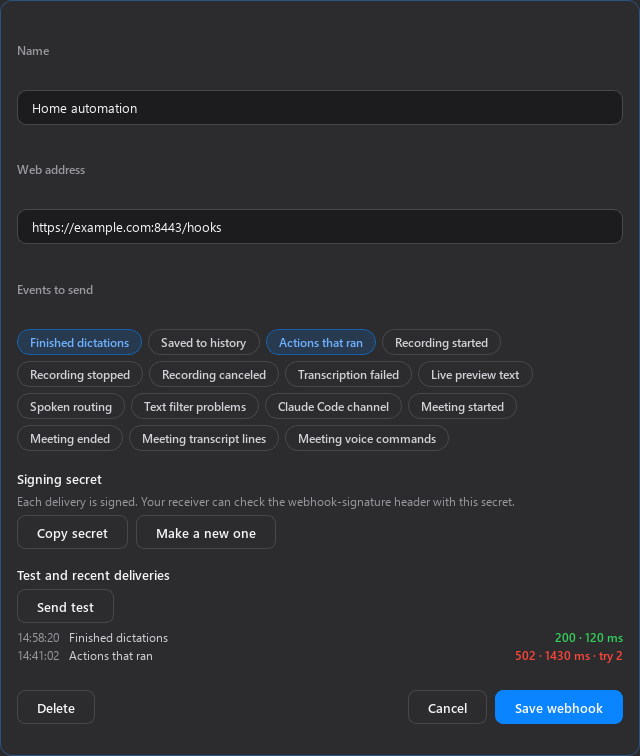 Name
Home automation
Web address
https://example.com:8443/hooks
Events to send
Finished dictations Saved to history Actions that ran Recording started
Recording stopped Recording canceled Transcription failed Live preview text
Spoken routing Text filter problems Claude Code channel Meeting started
Meeting ended Meeting transcript lines Meeting voice commands
Signing secret
Each delivery is signed. Your receiver can check the webhook-signature header with this secret.
Copy secret Make a new one
Test and recent deliveries
Send test
14:58:20 Finished dictations 200 · 120 ms
14:41:02 Actions that ran 502 · 1430 ms · try 2
Delete Cancel Save webhook